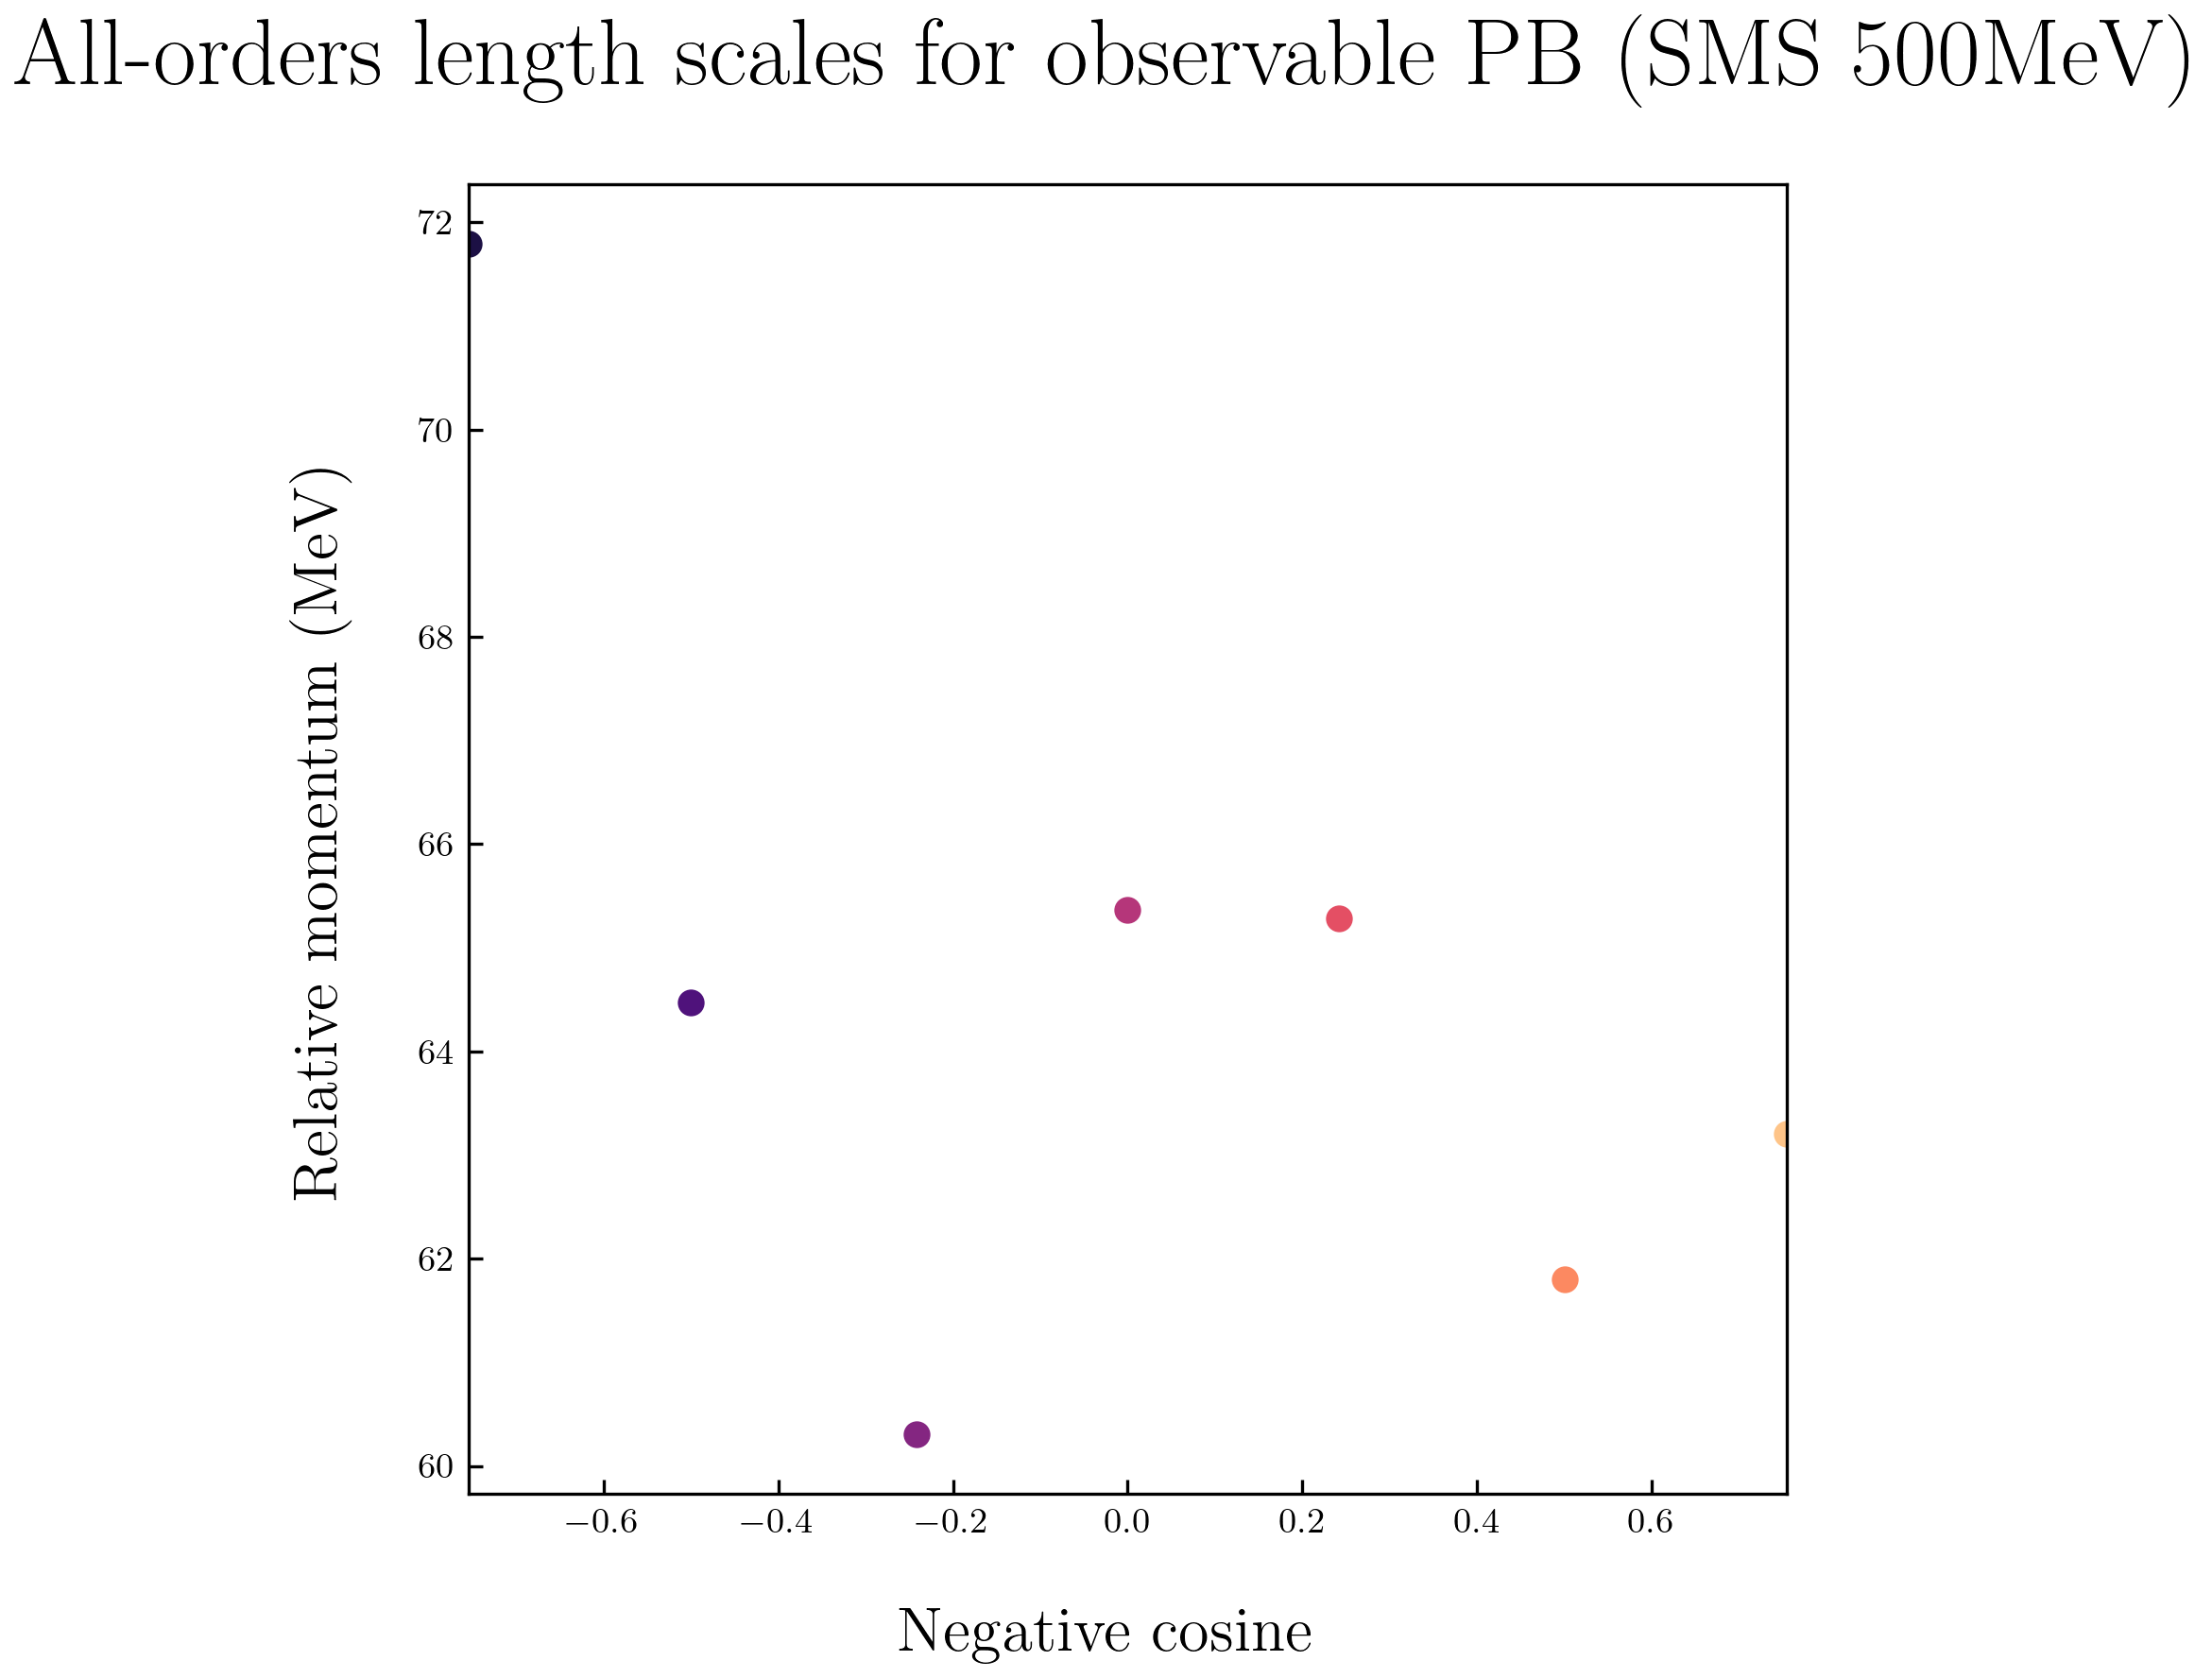 All-orders length scales for observable PB (SMS 500MeV)
Relative momentum (MeV)
72
70
68
66
64
62
60
−0.6 −0.4 −0.2 0.0 0.2 0.4 0.6
Negative cosine